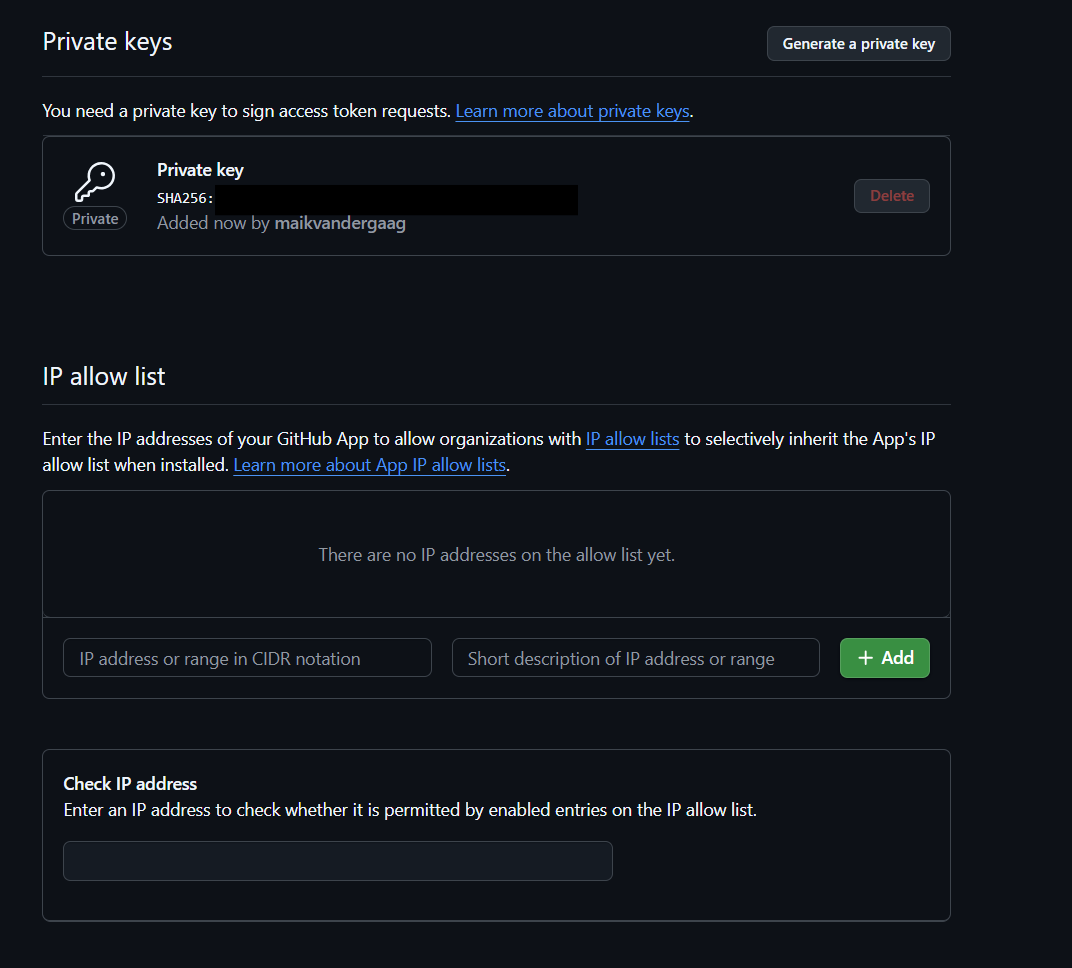 Private keys
Generate a private key
You need a private key to sign access token requests. Learn more about private keys.
Private key
SHA256:
Private
Added now by maikvandergaag
Delete
IP allow list
Enter the IP addresses of your GitHub App to allow organizations with IP allow lists to selectively inherit the App's IP
allow list when installed. Learn more about App IP allow lists.
There are no IP addresses on the allow list yet.
IP address or range in CIDR notation
Short description of IP address or range
+ Add
Check IP address
Enter an IP address to check whether it is permitted by enabled entries on the IP allow list.